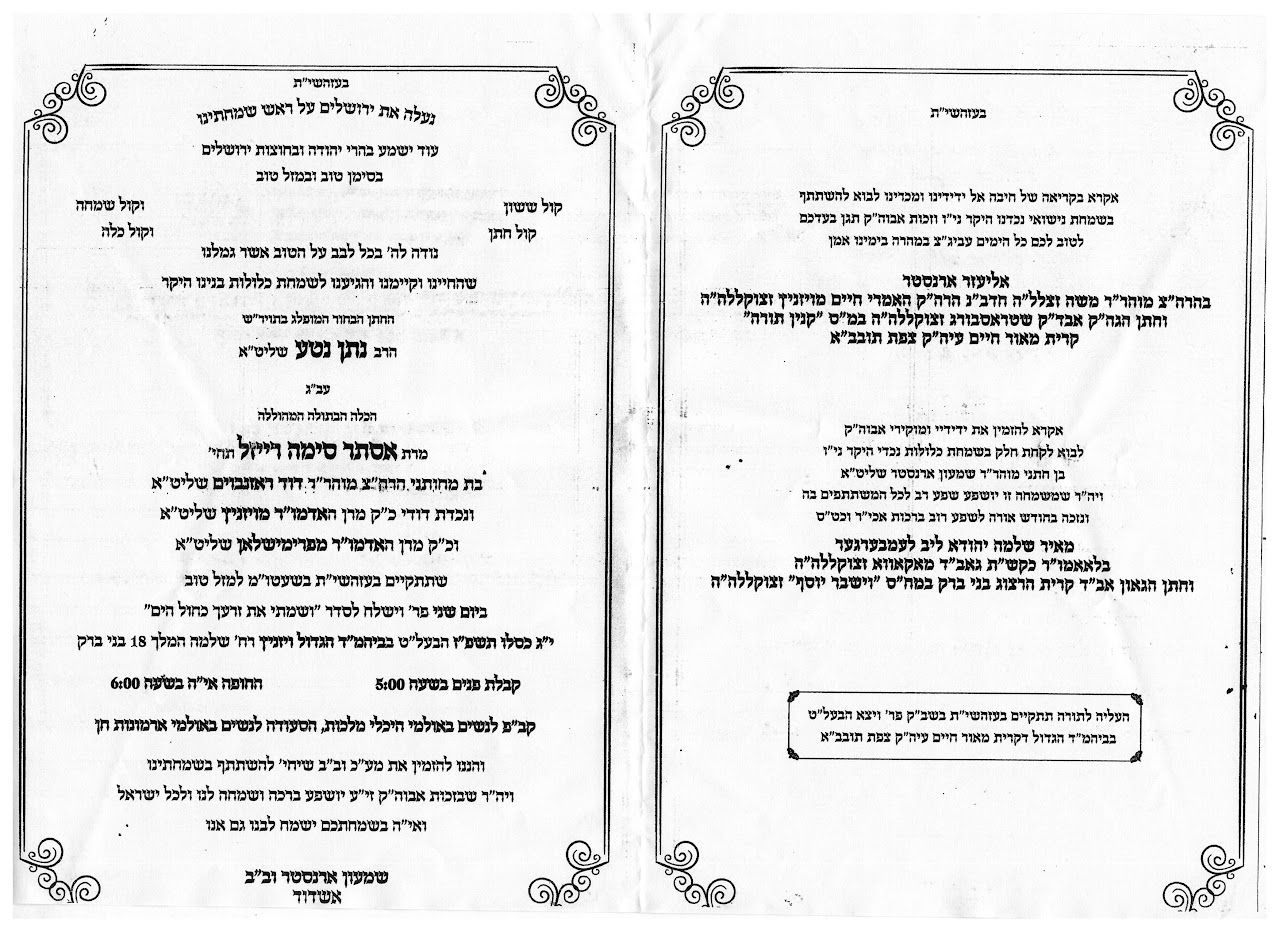 בעזהשי״ת
אקרא בקריאה של חיבה אל ידידינו ומכדינו לבוא להשתתף
בשמחת נישואי נכדנו היקר ני״ו וזכות אבוה״ק תגן בעדכם
לטוב לכם כל הימים עביג״צ במהרה בימינו אמן
אליעזר ארנסטר
בהרה״צ מוהר״ר משה זצלל״ה חדב״נ הרה״ק האמרי חיים מויזניץ זצוקללה״ה
וחתן הגה״ק אבד״ק שטראסבורג זצוקללה״ה במ״ס "קנין תורה"
קרית מאור חיים עיה״ק צפת תובב״א
אקרא להזמין את ידידיי ומוקירי אבוה״ק
לבוא לקחת חלק בשמחת כלולות נכדי היקר ני״ו
בן חתני מוהר״ר שמעון ארנסטר שליט״א
ויה״ר שמשמחה זו יושפע שפע רב לכל המשתתפים בה
ונזכה בחודש אורה לשפע רוב ברכות אכי״ר וכט״ס
מאיר שלמה יהודא ליב לעמבערגער
בלאאמו״ר כקש״ת גאב״ד מאקאווא זצוקללה״ה
וחתן הגאון אב״ד קרית הרצוג בני ברק במח״ס "וישבר יוסף" זצוקללה״ה
העליה לתורה תתקיים בעזהשי״ת בשב״ק פר׳ ויצא הבעל״ט
בביהמ״ד הגדול דקרית מאור חיים עיה״ק צפת תובב״א
בעזהשי״ת
נעלה את ירושלים על ראש שמחתינו
עוד ישמע בהרי יהודה ובחוצות ירושלים
בסימן טוב ובמזל טוב
קול ששון וקול שמחה
קול חתן וקול כלה
נודה לה׳ בכל לבב על הטוב אשר גמלנו
שהחיינו וקיימנו והגיענו לשמחת כלולות בנינו היקר
החתן הבחור המופלג בתויר״ש
הרב נתן נטע שליט״א
עב״ג
הכלה הבתולה המהוללה
מרת אסתר סימה רייזל תחי׳
בת מחותני הרה״צ מוהר״ר דוד ראזנבוים שליט״א
ונכדת דודי כ״ק מרן האדמו״ר מויזניץ שליט״א
וכ״ק מרן האדמו״ר מפרימישלאן שליט״א
שתתקיים בעזהשי״ת בשעטו״מ למזל טוב
ביום שני פר׳ וישלח לסדר "ושמתי את זרעך כחול הים"
י״ג כסלו תשפ״ז הבעל״ט בביהמ״ד הגדול ויזניץ רח׳ שלמה המלך 18 בני ברק
קבלת פנים בשעה 5:00 החופה אי״ה בשעה 6:00
קב״פ לנשים באולמי היכלי מלכות, הסעודה לנשים באולמי ארמונות חן
והננו להזמין את מע״כ וב״ב שיחי׳ להשתתף בשמחתינו
ויה״ר שבזכות אבוה״ק זי״ע יושפע ברכה ושמחה לנו ולכל ישראל
ואי״ה בשמחתכם ישמח לבנו גם אנו
שמעון ארנסטר וב״ב
אשדוד